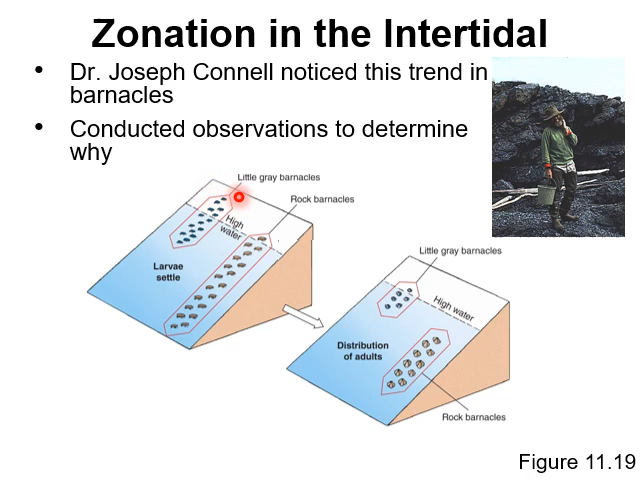 Zonation in the Intertidal
• Dr. Joseph Connell noticed this trend in
barnacles
• Conducted observations to determine
why
Little gray barnacles
Rock barnacles
High
water
Larvae
settle
Little gray barnacles
High water
Distribution
of adults
Rock barnacles
Figure 11.19